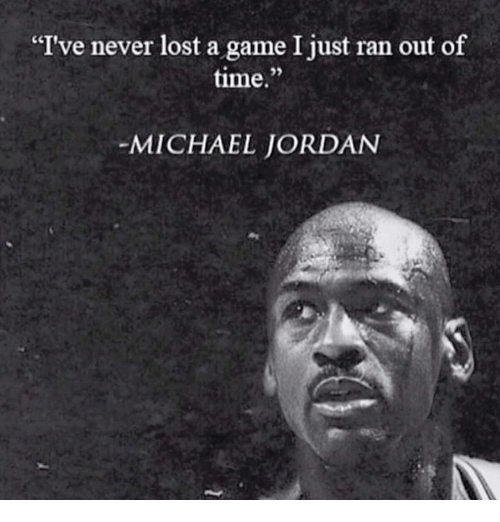 “I've never lost a game I just ran out of
time.”
-MICHAEL JORDAN